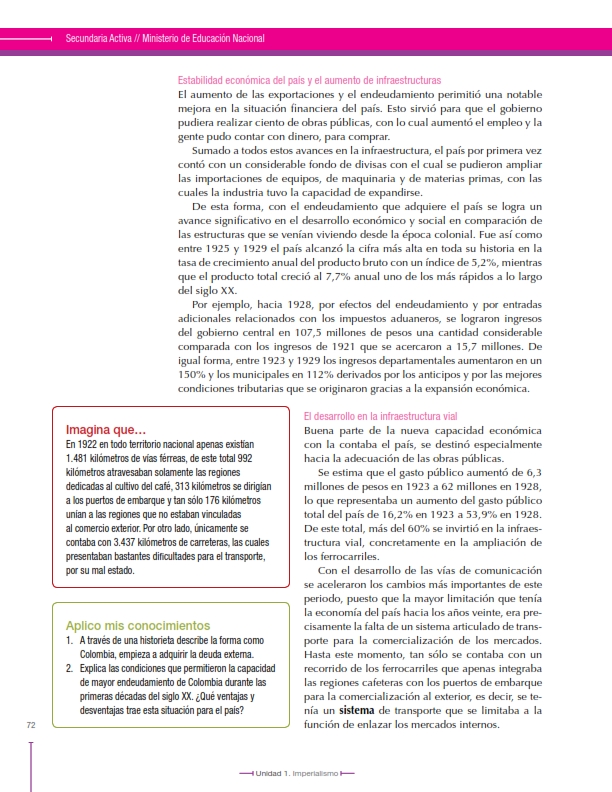 Secundaria Activa // Ministerio de Educación Nacional
Estabilidad económica del país y el aumento de infraestructuras
El aumento de las exportaciones y el endeudamiento perimitió una notable
mejora en la situación financiera del país. Esto sirvió para que el gobierno
pudiera realizar ciento de obras públicas, con lo cual aumentó el empleo y la
gente pudo contar con dinero, para comprar.
Sumado a todos estos avances en la infraestructura, el país por primera vez
contó con un considerable fondo de divisas con el cual se pudieron ampliar
las importaciones de equipos, de maquinaria y de materias primas, con las
cuales la industria tuvo la capacidad de expandirse.
De esta forma, con el endeudamiento que adquiere el país se logra un
avance significativo en el desarrollo económico y social en comparación de
las estructuras que se venían viviendo desde la época colonial. Fue así como
entre 1925 y 1929 el país alcanzó la cifra más alta en toda su historia en la
tasa de crecimiento anual del producto bruto con un índice de 5,2%, mientras
que el producto total creció al 7,7% anual uno de los más rápidos a lo largo
del siglo XX.
Por ejemplo, hacia 1928, por efectos del endeudamiento y por entradas
adicionales relacionados con los impuestos aduaneros, se lograron ingresos
del gobierno central en 107,5 millones de pesos una cantidad considerable
comparada con los ingresos de 1921 que se acercaron a 15,7 millones. De
igual forma, entre 1923 y 1929 los ingresos departamentales aumentaron en un
150% y los municipales en 112% derivados por los anticipos y por las mejores
condiciones tributarias que se originaron gracias a la expansión económica.
Imagina que...
En 1922 en todo territorio nacional apenas existían
1.481 kilómetros de vías férreas, de este total 992
kilómetros atravesaban solamente las regiones
dedicadas al cultivo del café, 313 kilómetros se dirigían
a los puertos de embarque y tan sólo 176 kilómetros
unían a las regiones que no estaban vinculadas
al comercio exterior. Por otro lado, únicamente se
contaba con 3.437 kilómetros de carreteras, las cuales
presentaban bastantes dificultades para el transporte,
por su mal estado.
Aplico mis conocimientos
1. A través de una historieta describe la forma como
Colombia, empieza a adquirir la deuda externa.
2. Explica las condiciones que permitieron la capacidad
de mayor endeudamiento de Colombia durante las
primeras décadas del siglo XX. ¿Qué ventajas y
desventajas trae esta situación para el país?
El desarrollo en la infraestructura vial
Buena parte de la nueva capacidad económica
con la contaba el país, se destinó especialmente
hacia la adecuación de las obras públicas.
Se estima que el gasto público aumentó de 6,3
millones de pesos en 1923 a 62 millones en 1928,
lo que representaba un aumento del gasto público
total del país de 16,2% en 1923 a 53,9% en 1928.
De este total, más del 60% se invirtió en la infraes-
tructura vial, concretamente en la ampliación de
los ferrocarriles.
Con el desarrollo de las vías de comunicación
se aceleraron los cambios más importantes de este
periodo, puesto que la mayor limitación que tenía
la economía del país hacia los años veinte, era pre-
cisamente la falta de un sistema articulado de trans-
porte para la comercialización de los mercados.
Hasta este momento, tan sólo se contaba con un
recorrido de los ferrocarriles que apenas integraba
las regiones cafeteras con los puertos de embarque
para la comercialización al exterior, es decir, se te-
nía un sistema de transporte que se limitaba a la
función de enlazar los mercados internos.
72
Unidad 1. Imperialismo